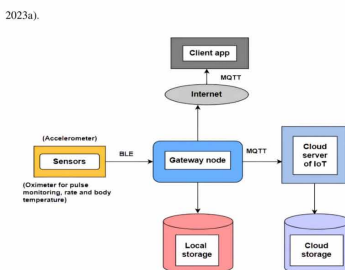 2023a).
Client app
MQTT
Internet
(Accelerometer)
Sensors
BLE
Gateway node
MQTT
Cloud
server
of IoT
(Oximeter for pulse
monitoring, rate and body
temperature)
Local
storage
Cloud
storage